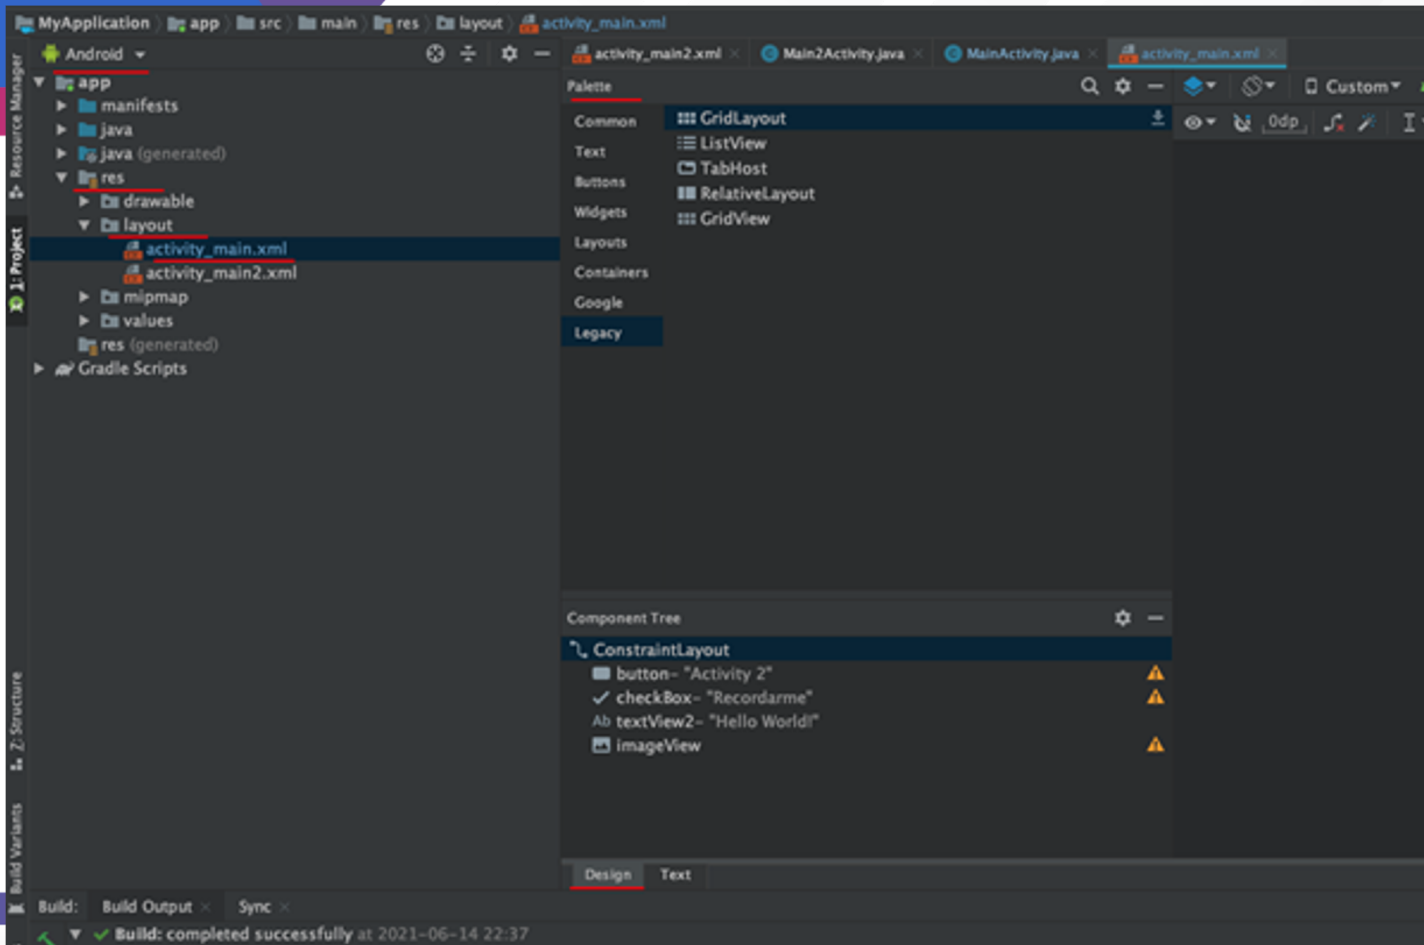 MyApplication app src main res layout activity_main.xml
Android
activity_main2.xml Main2Activity.java MainActivity.java activity_main.xml
Resource Manager
1: Project
Z: Structure
Build Variants
app
manifests
java
java (generated)
res
drawable
layout
activity_main.xml
activity_main2.xml
mipmap
values
res (generated)
Gradle Scripts
Palette
Common
Text
Buttons
Widgets
Layouts
Containers
Google
Legacy
GridLayout
ListView
TabHost
RelativeLayout
GridView
Custom
0dp
Component Tree
ConstraintLayout
button- "Activity 2"
checkBox- "Recordarme"
Ab textView2- "Hello World!"
imageView
Design Text
Build: Build Output Sync
Build: completed successfully at 2021-06-14 22:37